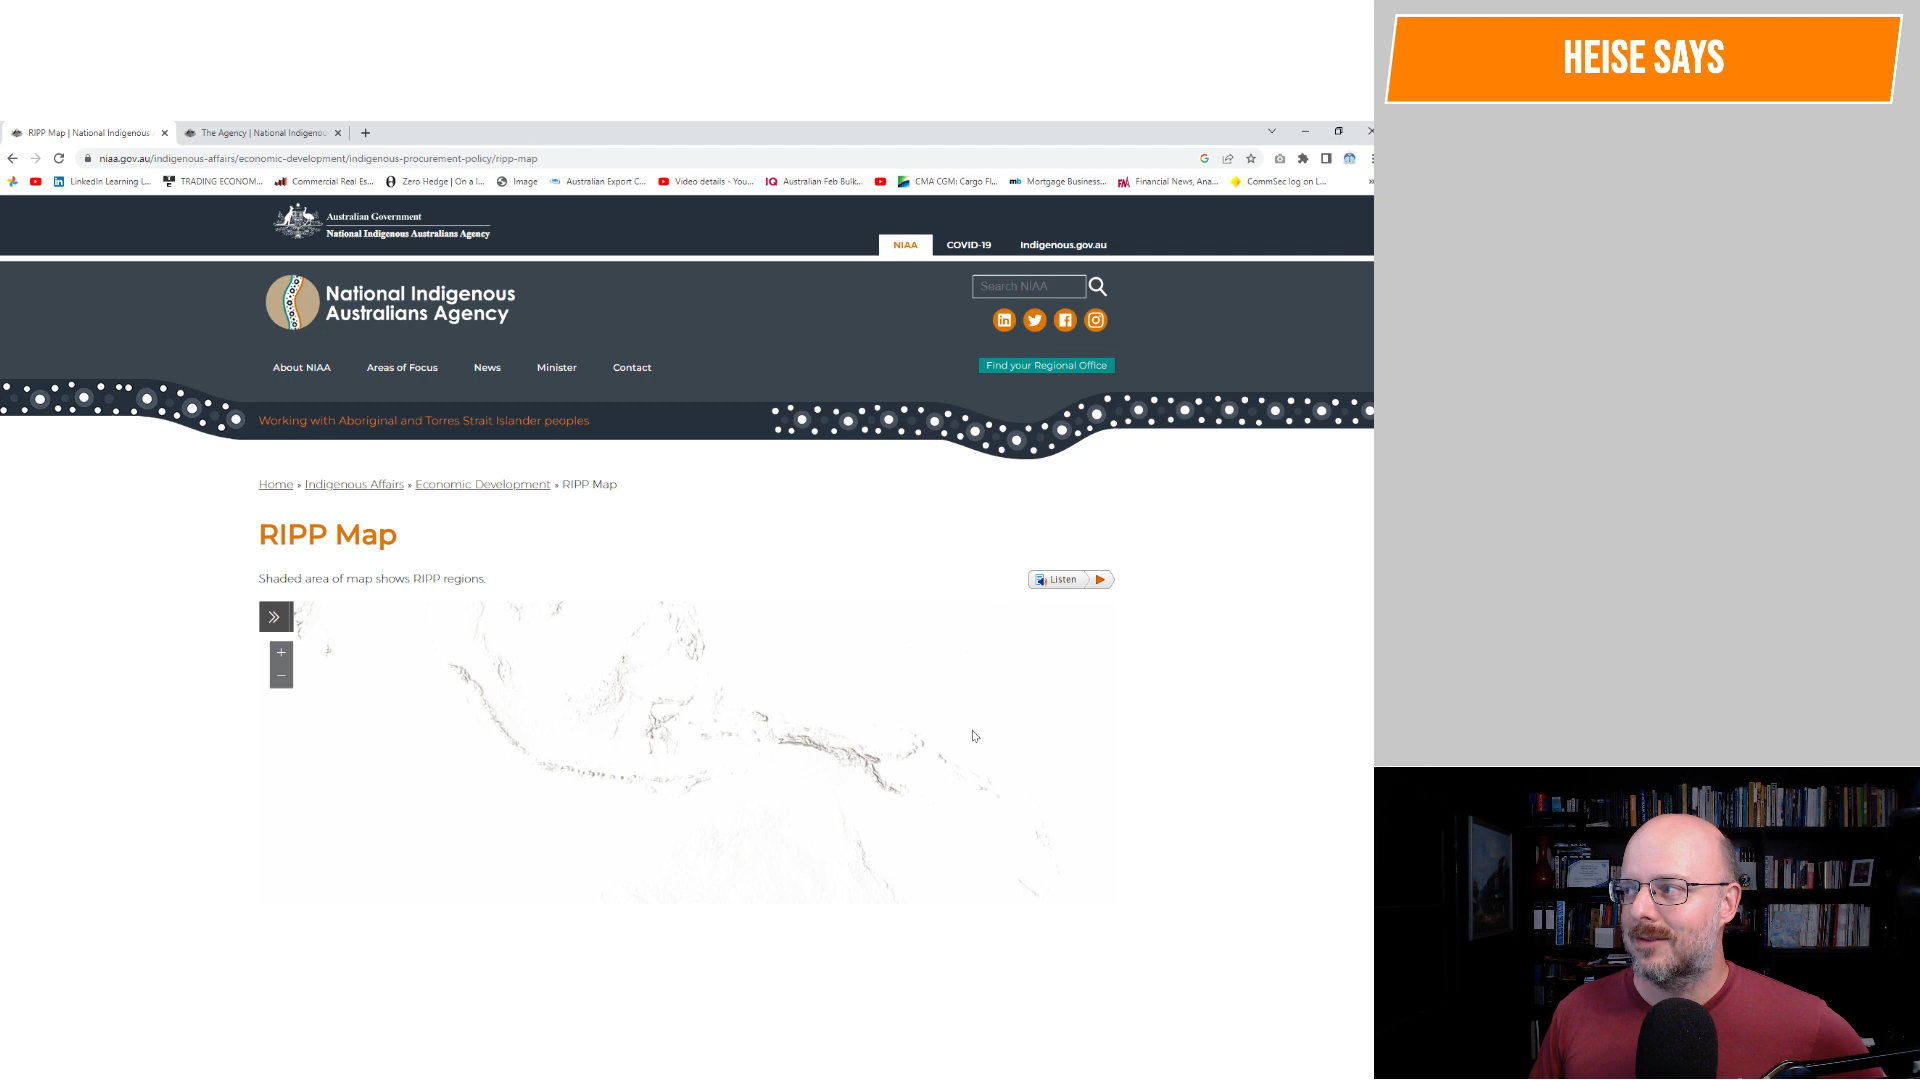 HEISE SAYS
RIPP Map | National Indigenous
The Agency | National Indigenou
niaa.gov.au/indigenous-affairs/economic-development/indigenous-procurement-policy/ripp-map
LinkedIn Learning L...
TRADING ECONOM...
Commercial Real Es...
Zero Hedge | On a l...
Image
Australian Export C...
Video details - You...
Australian Feb Bulk...
CMA CGM: Cargo Fl...
Mortgage Business...
Financial News, Ana...
CommSec log on L...
Australian Government
National Indigenous Australians Agency
NIAA
COVID-19
Indigenous.gov.au
National Indigenous
Australians Agency
Search NIAA
About NIAA
Areas of Focus
News
Minister
Contact
Find your Regional Office
Working with Aboriginal and Torres Strait Islander peoples
Home » Indigenous Affairs » Economic Development » RIPP Map
RIPP Map
Shaded area of map shows RIPP regions.
Listen